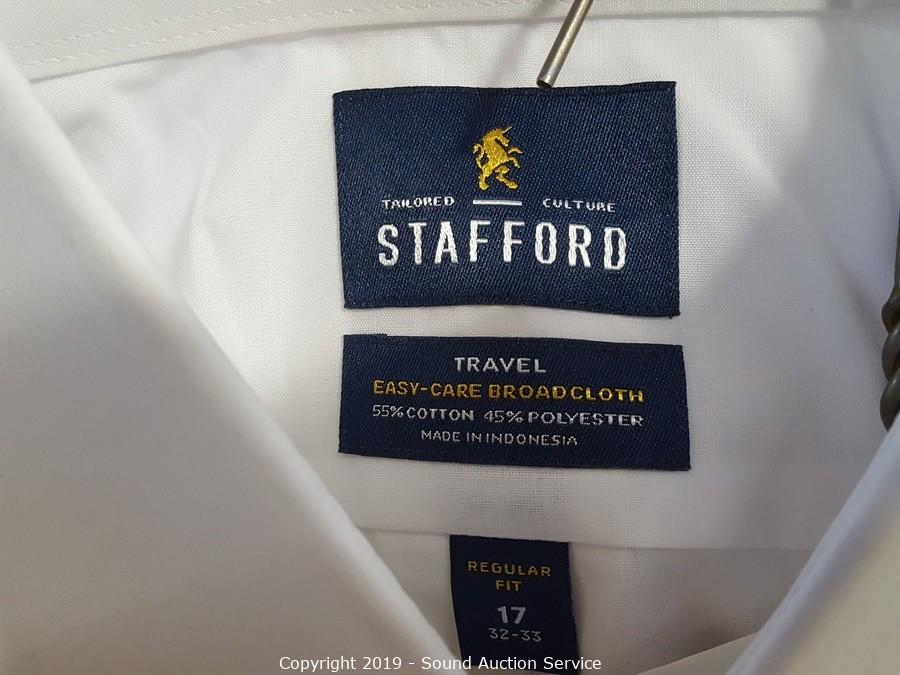 TAILORED CULTURE
STAFFORD
TRAVEL
EASY-CARE BROADCLOTH
55% COTTON 45% POLYESTER
MADE IN INDONESIA
REGULAR
FIT
17
32-33
Copyright 2019 - Sound Auction Service